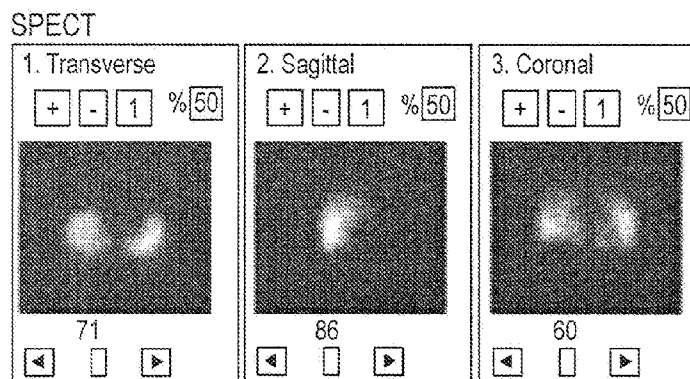 SPECT
1. Transverse
+ - 1 % 50
71
2. Sagittal
+ - 1 % 50
86
3. Coronal
+ - 1 % 50
60